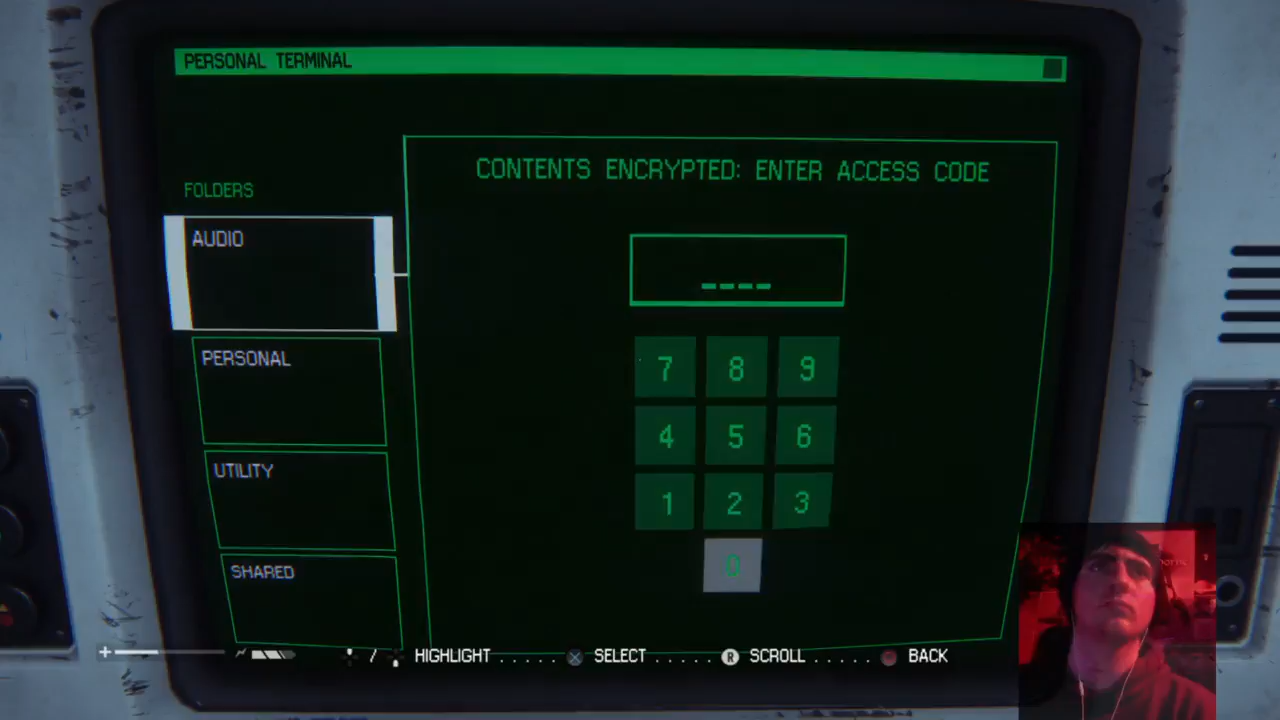 PERSONAL TERMINAL
CONTENTS ENCRYPTED: ENTER ACCESS CODE
FOLDERS
AUDIO
PERSONAL
UTILITY
SHARED
____
7 8 9
4 5 6
1 2 3
0
/ HIGHLIGHT ..... SELECT ..... R SCROLL ..... BACK